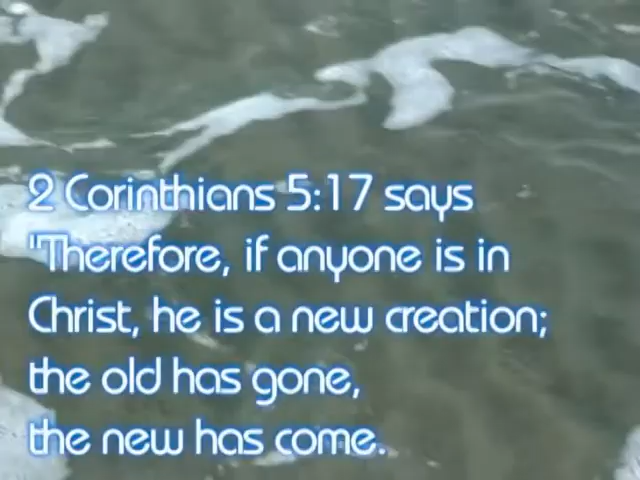 2 Corinthians 5:17 says
"Therefore, if anyone is in
Christ, he is a new creation;
the old has gone,
the new has come.